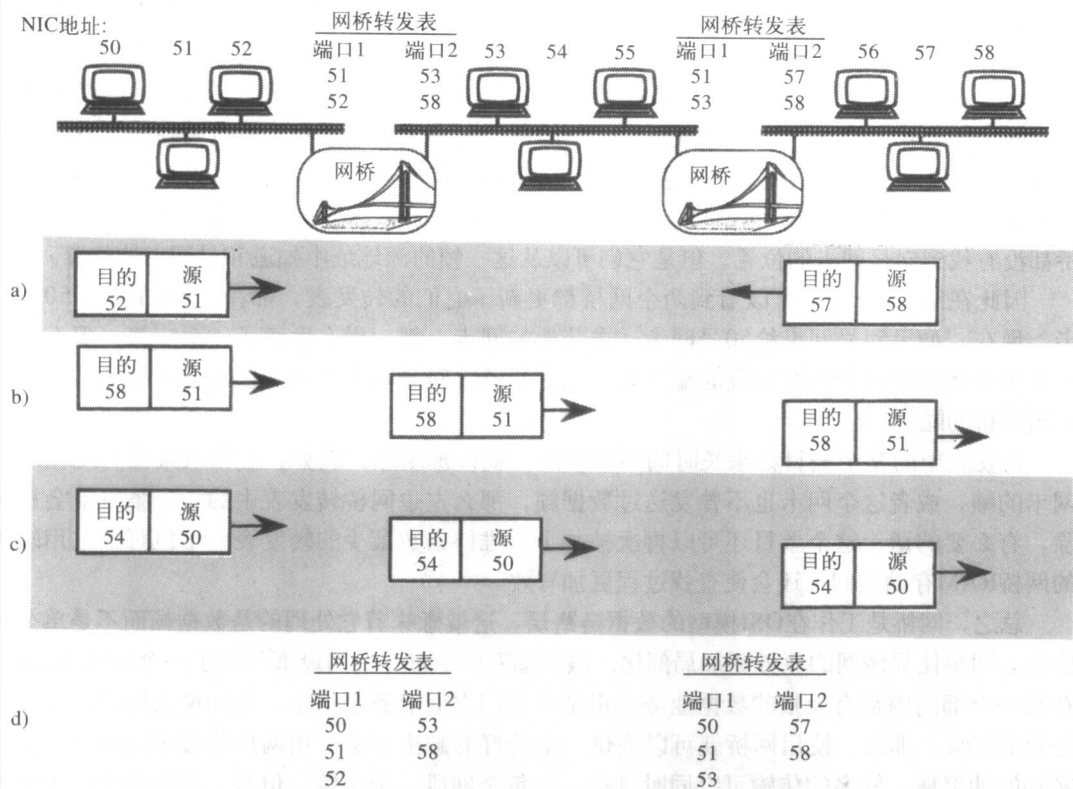 NIC地址:
50 51 52
网桥转发表
端口1 端口2
51 53
52 58
53 54 55
网桥转发表
端口1 端口2
51 57
53 58
56 57 58
网桥
网桥
a)
目的 源
52 51
目的 源
57 58
b)
目的 源
58 51
目的 源
58 51
目的 源
58 51
c)
目的 源
54 50
目的 源
54 50
目的 源
54 50
d)
网桥转发表
端口1 端口2
50 53
51 58
52
网桥转发表
端口1 端口2
50 57
51 58
53